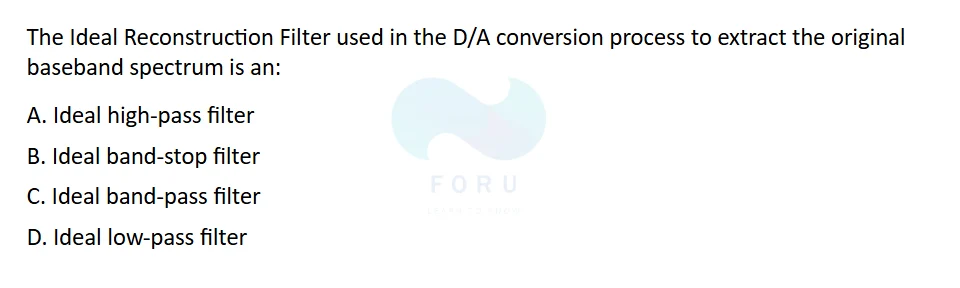 The Ideal Reconstruction Filter used in the D/A conversion process to extract the original
baseband spectrum is an:
A. Ideal high-pass filter
B. Ideal band-stop filter
C. Ideal band-pass filter
FORU
D. Ideal low-pass filter